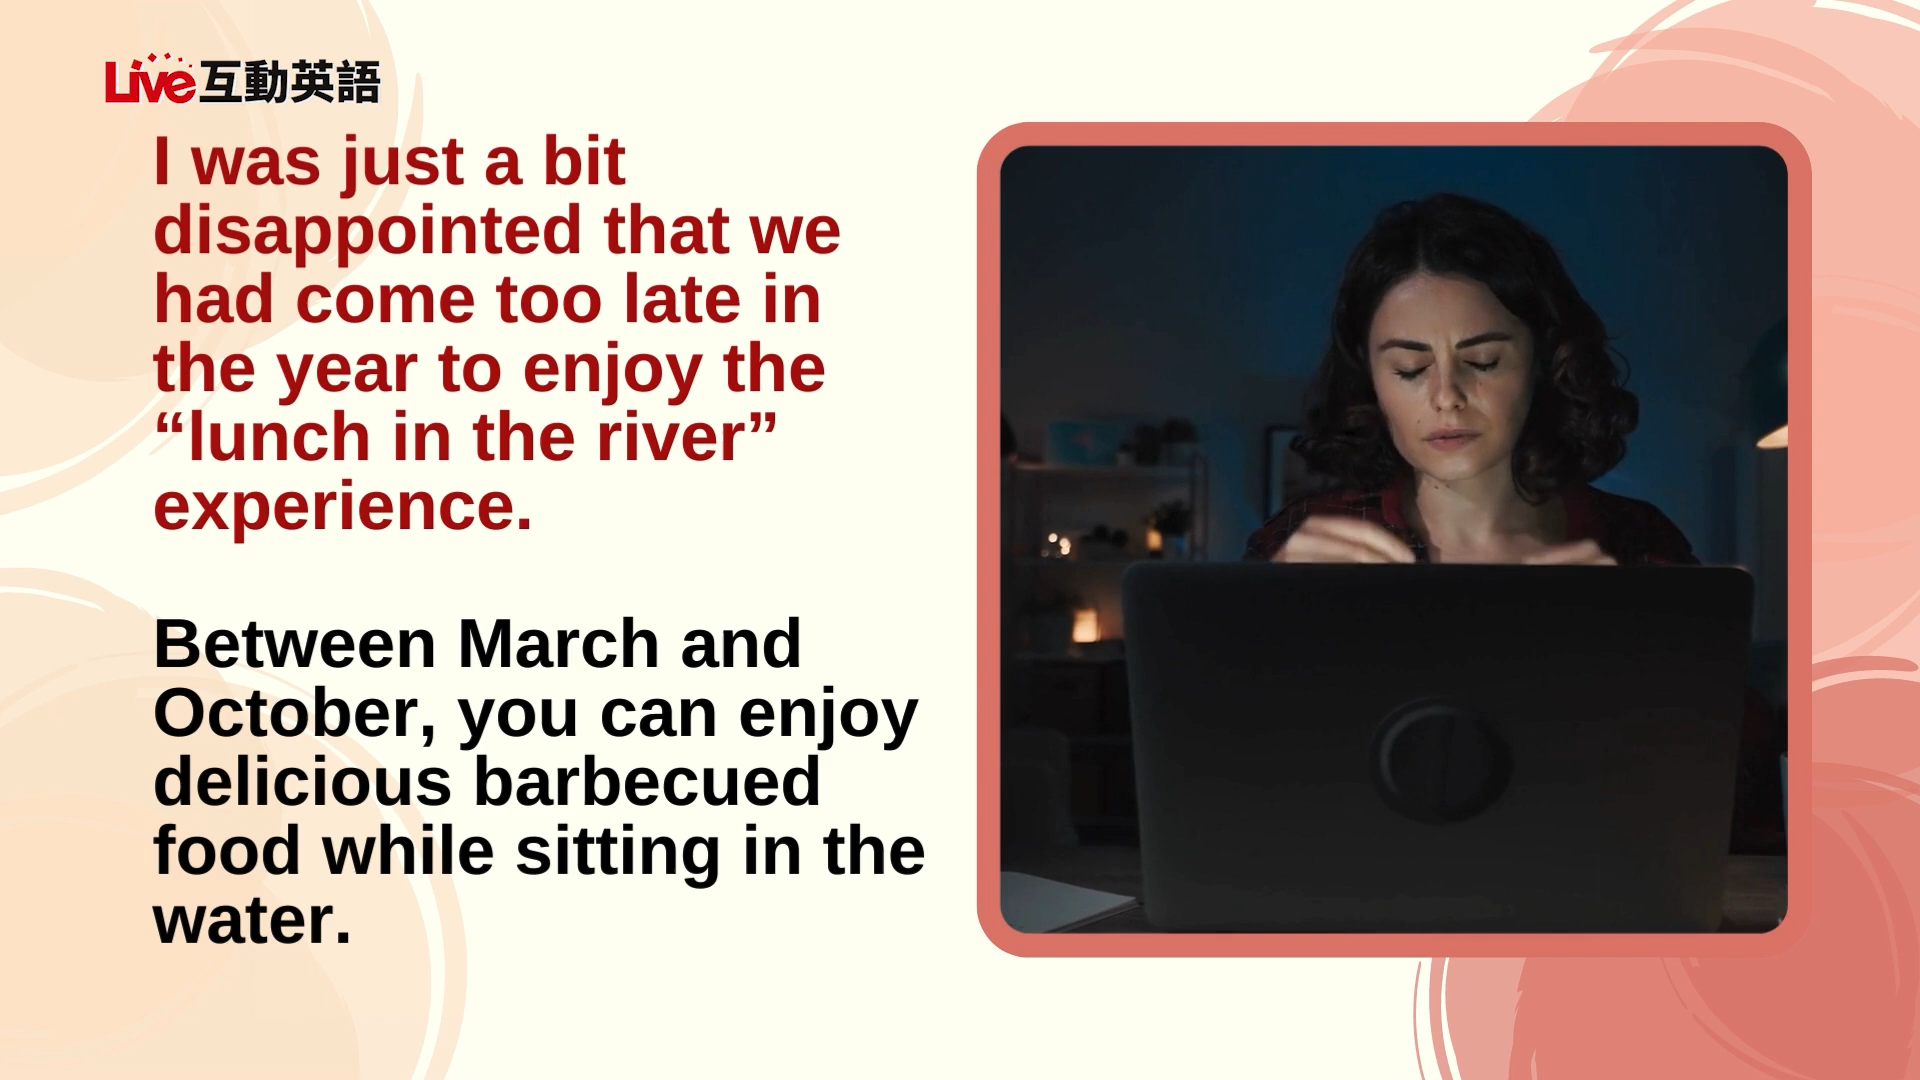 Live互動英語
I was just a bit
disappointed that we
had come too late in
the year to enjoy the
“lunch in the river”
experience.
Between March and
October, you can enjoy
delicious barbecued
food while sitting in the
water.